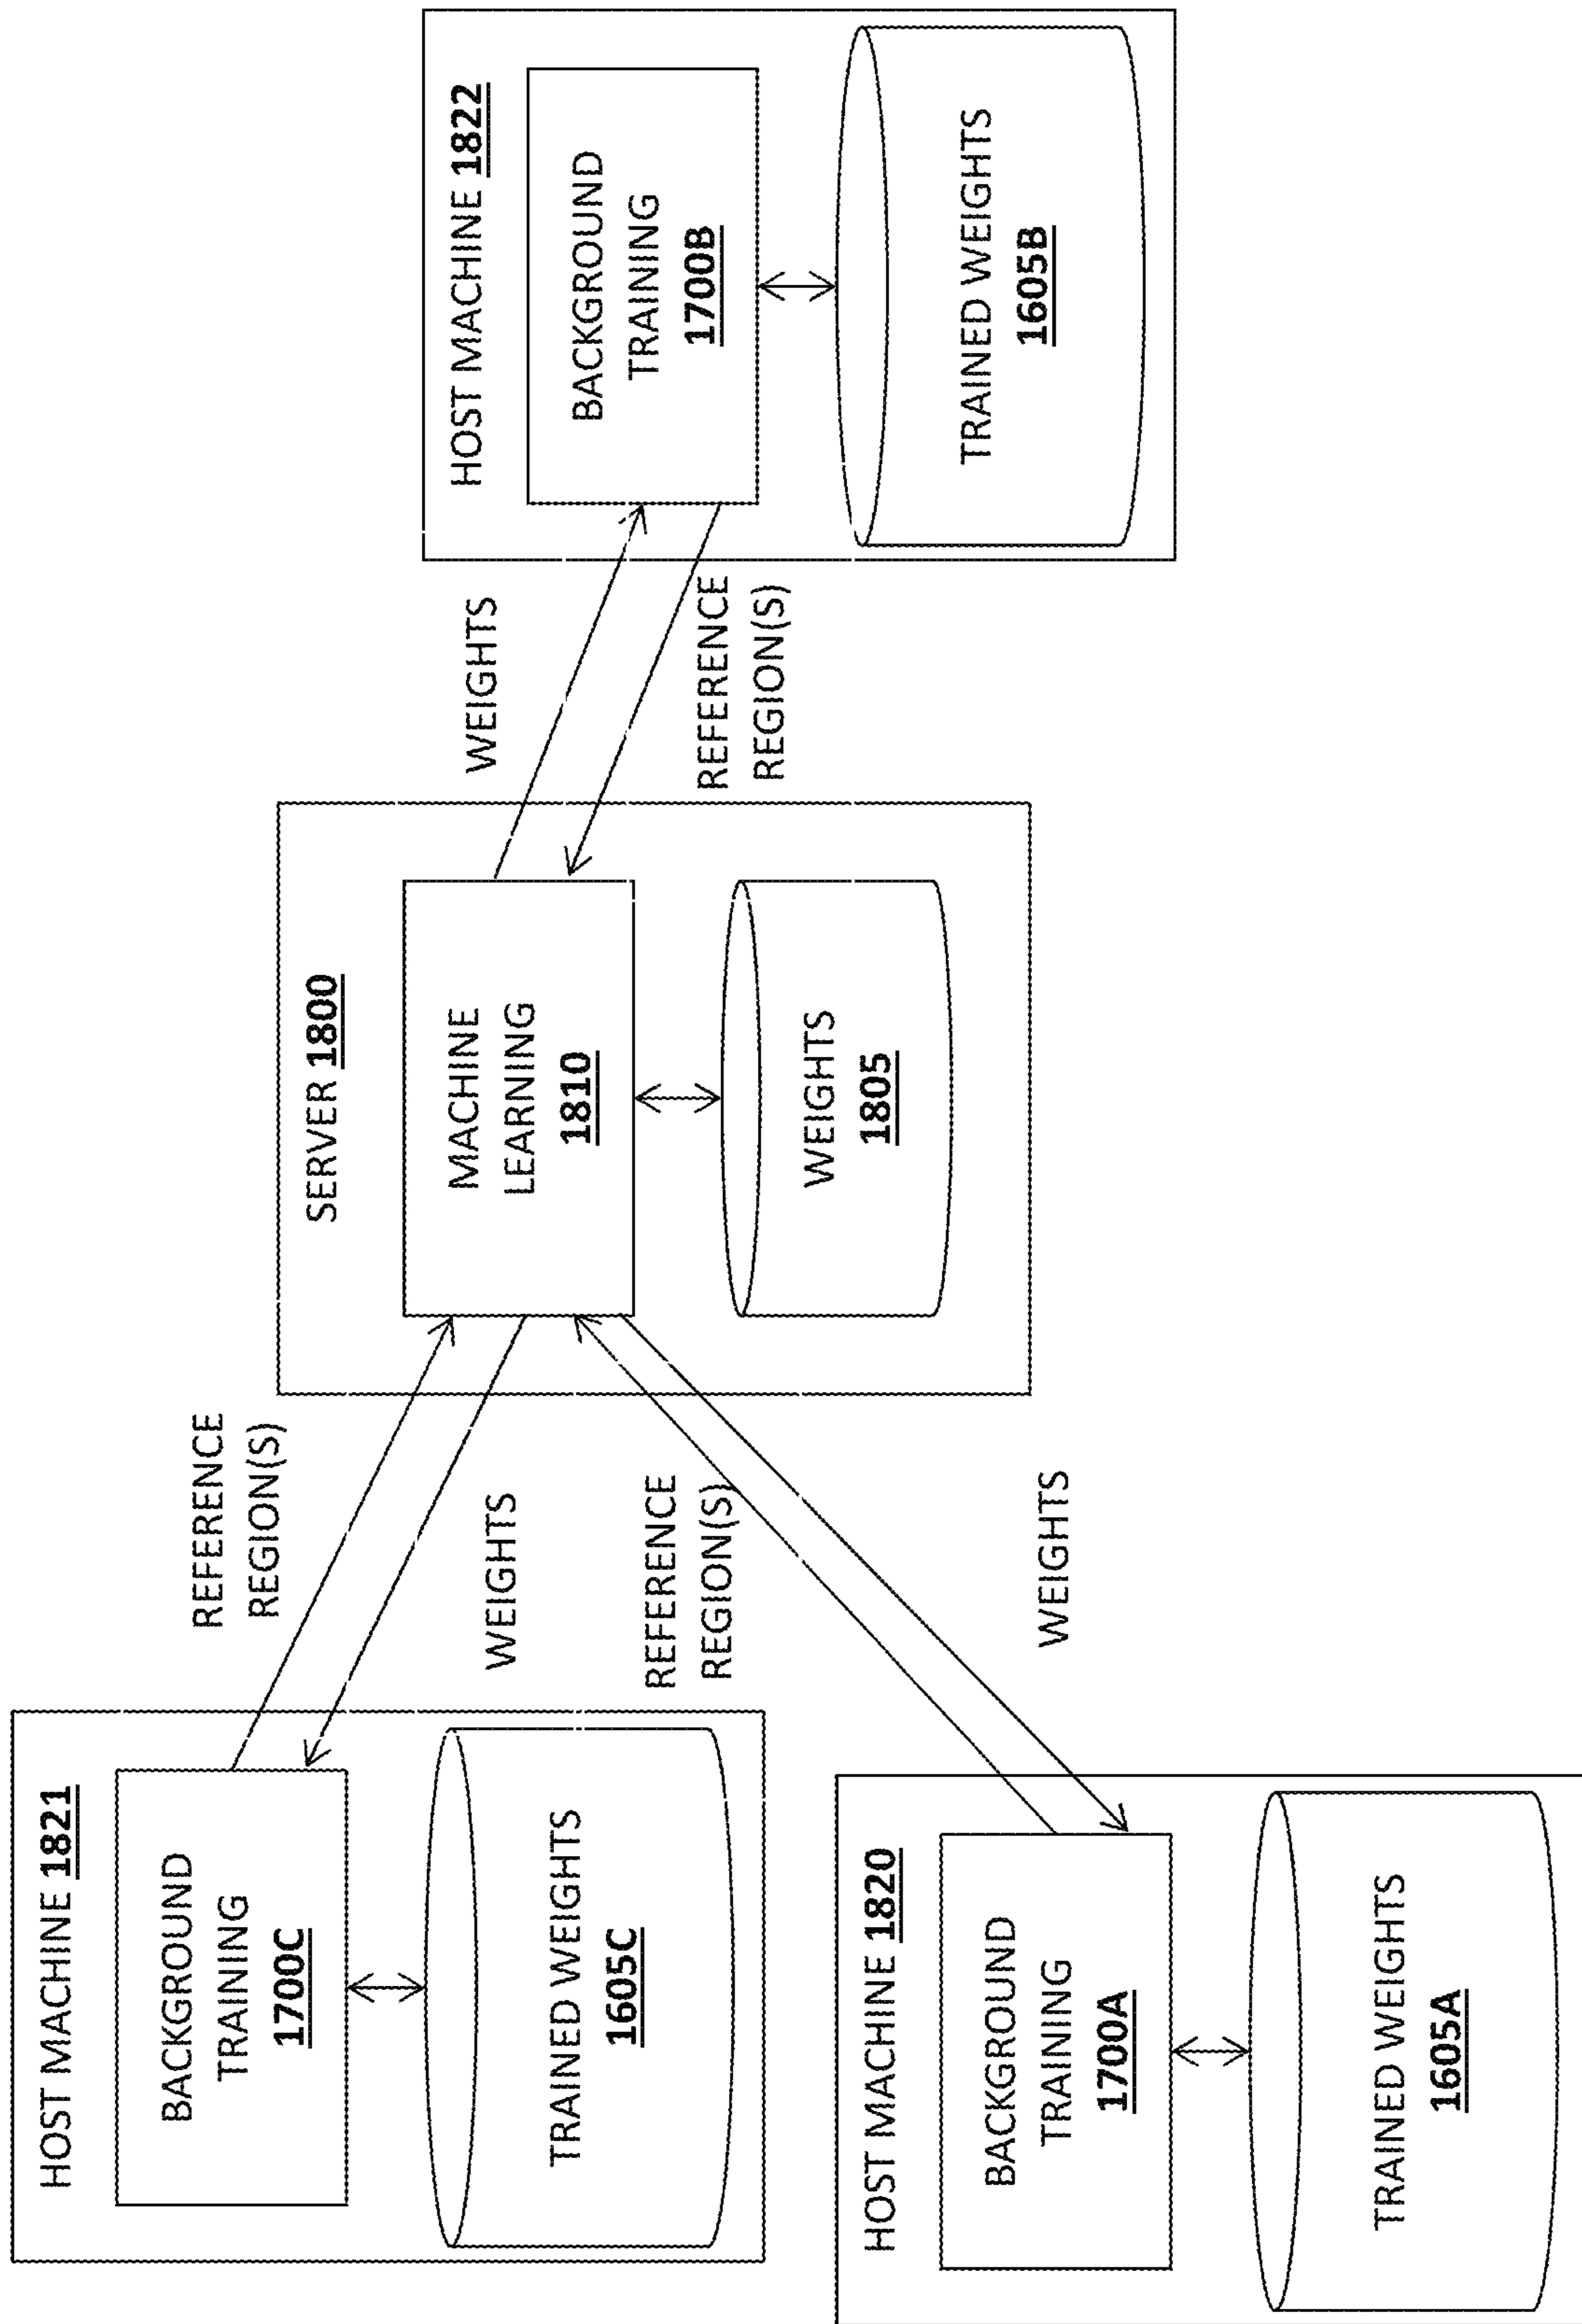 HOST MACHINE 1821
BACKGROUND
TRAINING
1700C
TRAINED WEIGHTS
1605C
REFERENCE
REGION(S)
WEIGHTS
SERVER 1800
MACHINE
LEARNING
1810
WEIGHTS
1805
WEIGHTS
REFERENCE
REGION(S)
HOST MACHINE 1822
BACKGROUND
TRAINING
1700B
TRAINED WEIGHTS
1605B
HOST MACHINE 1820
BACKGROUND
TRAINING
1700A
TRAINED WEIGHTS
1605A
REFERENCE
REGION(S)
WEIGHTS